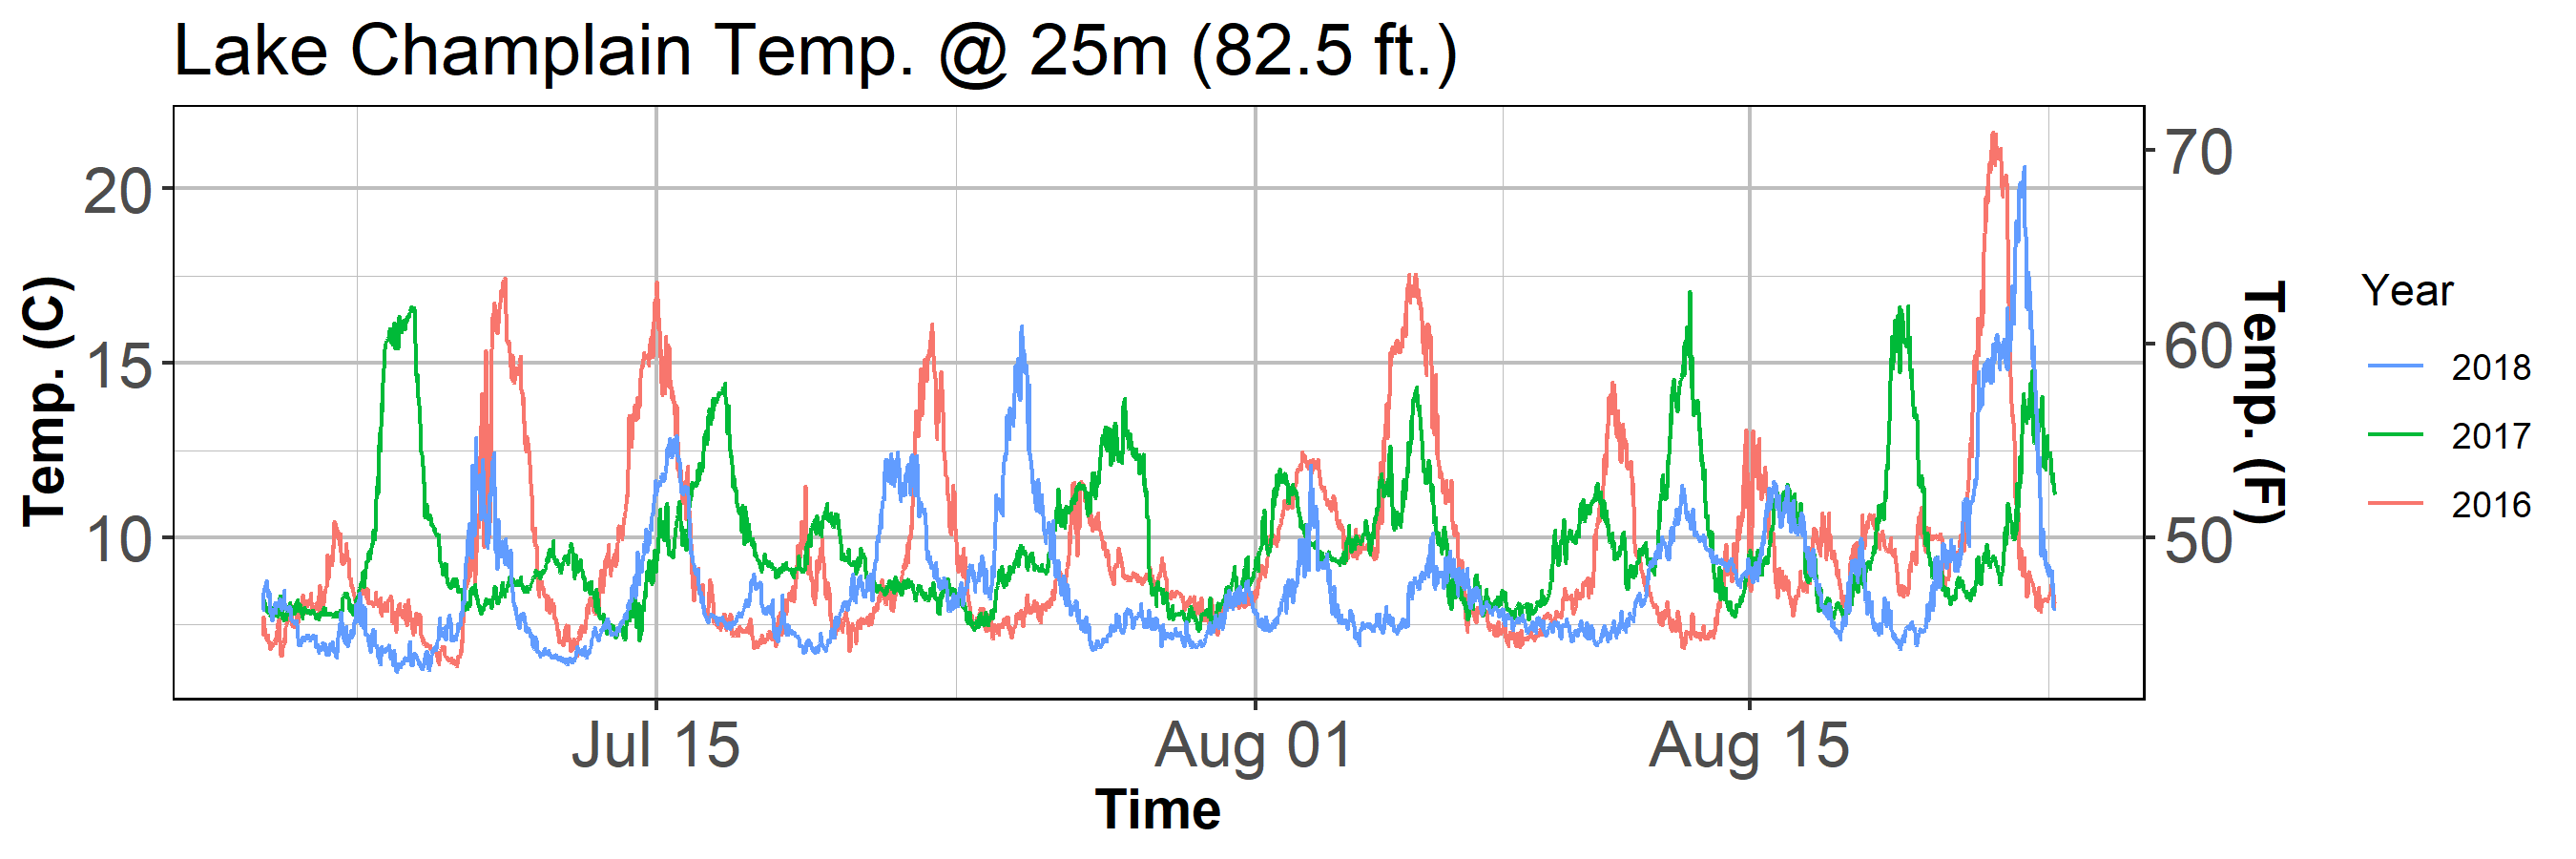 Lake Champlain Temp. @ 25m (82.5 ft.)
Temp. (C)
20
15
10
70
60
50
Temp. (F)
Jul 15
Aug 01
Aug 15
Time
Year
2018
2017
2016